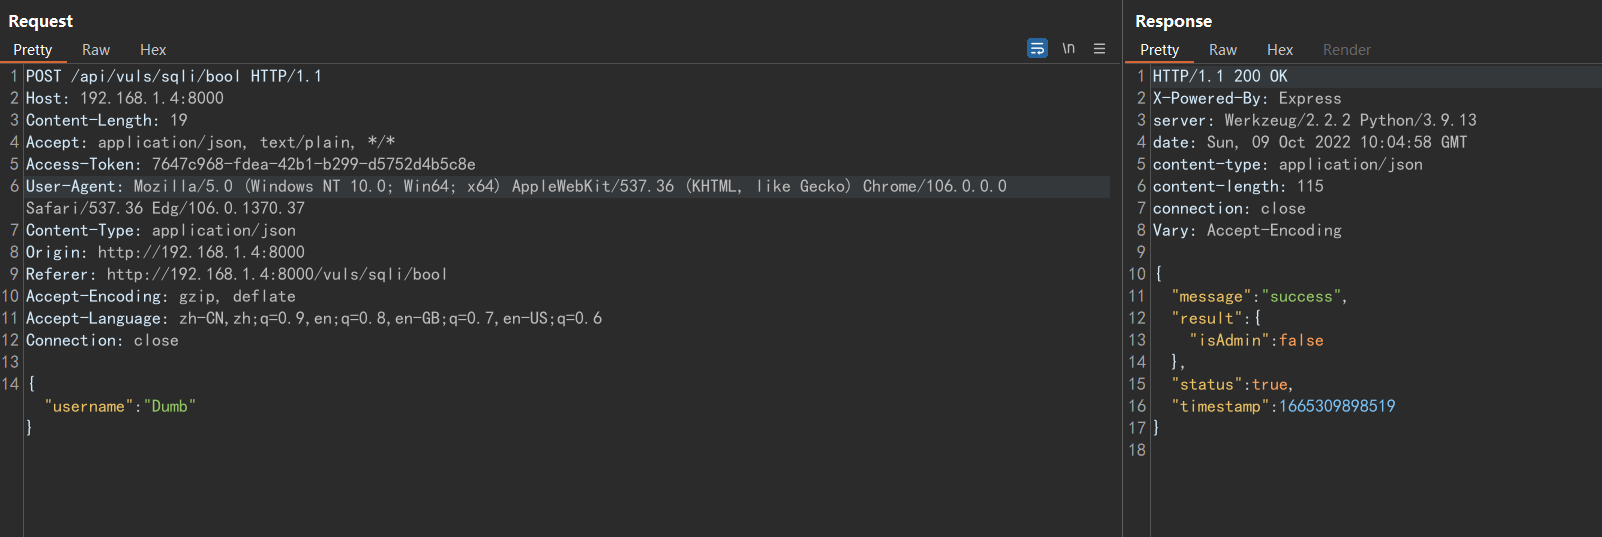 Request
Pretty Raw Hex
\n
1 POST /api/vuls/sqli/bool HTTP/1.1
2 Host: 192.168.1.4:8000
3 Content-Length: 19
4 Accept: application/json, text/plain, */*
5 Access-Token: 7647c968-fdea-42b1-b299-d5752d4b5c8e
6 User-Agent: Mozilla/5.0 (Windows NT 10.0; Win64; x64) AppleWebKit/537.36 (KHTML, like Gecko) Chrome/106.0.0.0
Safari/537.36 Edg/106.0.1370.37
7 Content-Type: application/json
8 Origin: http://192.168.1.4:8000
9 Referer: http://192.168.1.4:8000/vuls/sqli/bool
10 Accept-Encoding: gzip, deflate
11 Accept-Language: zh-CN,zh;q=0.9,en;q=0.8,en-GB;q=0.7,en-US;q=0.6
12 Connection: close
13
14 {
"username":"Dumb"
}
Response
Pretty Raw Hex Render
1 HTTP/1.1 200 OK
2 X-Powered-By: Express
3 server: Werkzeug/2.2.2 Python/3.9.13
4 date: Sun, 09 Oct 2022 10:04:58 GMT
5 content-type: application/json
6 content-length: 115
7 connection: close
8 Vary: Accept-Encoding
9
10 {
11 "message":"success",
12 "result":{
13 "isAdmin":false
14 },
15 "status":true,
16 "timestamp":1665309898519
17 }
18